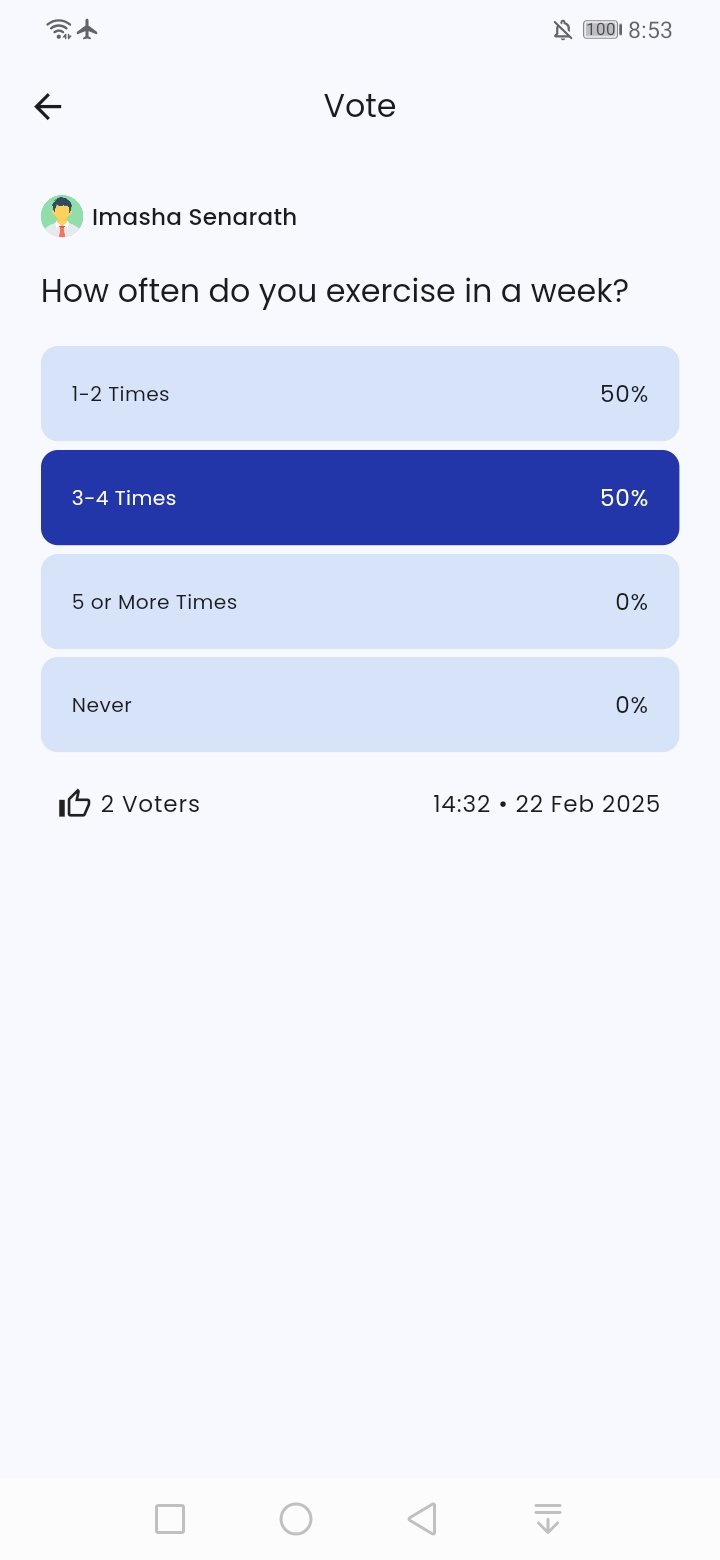 100 8:53
Vote
Imasha Senarath
How often do you exercise in a week?
1-2 Times 50%
3-4 Times 50%
5 or More Times 0%
Never 0%
2 Voters 14:32 • 22 Feb 2025